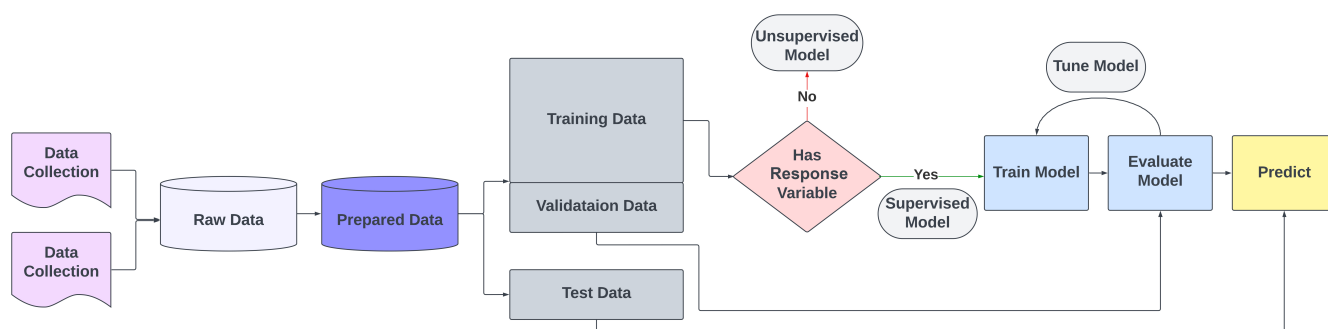 Data
Collection
Data
Collection
Raw Data
Prepared Data
Training Data
Validataion Data
Test Data
Unsupervised
Model
No
Has
Response
Variable
Yes
Supervised
Model
Tune Model
Train Model
Evaluate
Model
Predict